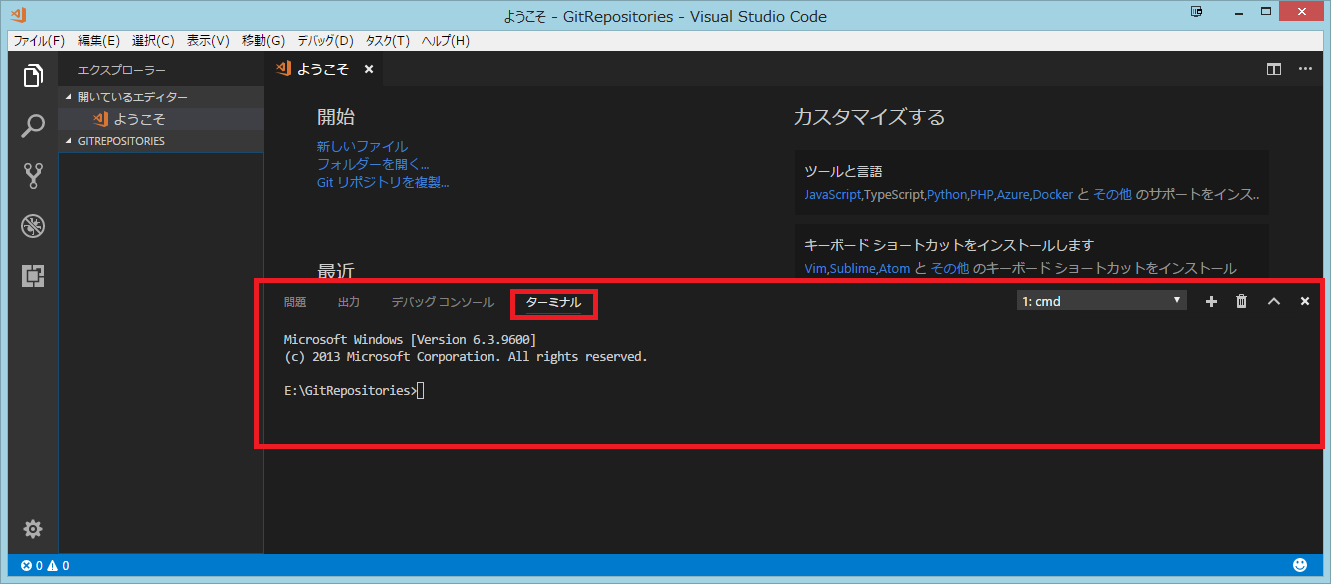 ようこそ - GitRepositories - Visual Studio Code
ファイル(F) 編集(E) 選択(C) 表示(V) 移動(G) デバッグ(D) タスク(T) ヘルプ(H)
エクスプローラー
開いているエディター
ようこそ
GITREPOSITORIES
ようこそ
開始
新しいファイル
フォルダーを開く...
Git リポジトリを複製...
最近
カスタマイズする
ツールと言語
JavaScript,TypeScript,Python,PHP,Azure,Docker と その他 のサポートをインス..
キーボード ショートカットをインストールします
Vim,Sublime,Atom と その他 のキーボード ショートカットをインストール
問題 出力 デバッグ コンソール ターミナル 1: cmd
Microsoft Windows [Version 6.3.9600]
(c) 2013 Microsoft Corporation. All rights reserved.
E:\GitRepositories>
0 0